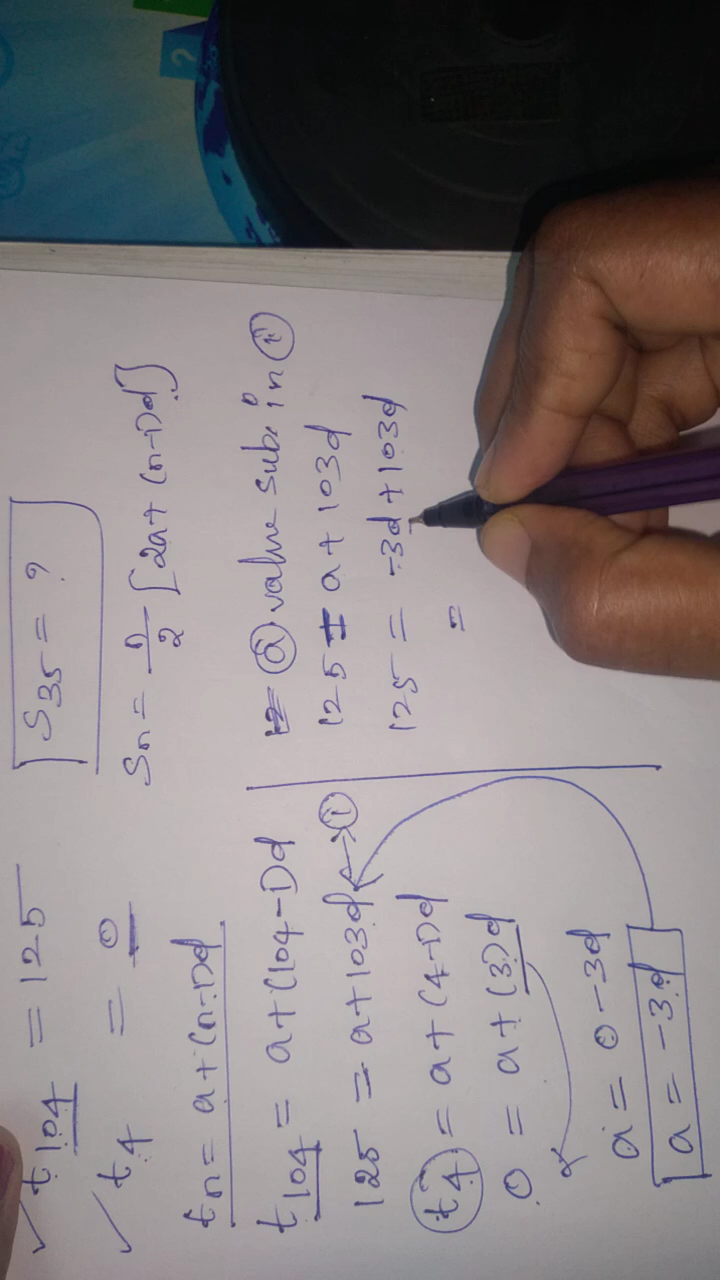 t104 = 125
t4 = 0
S35 = ?
tn = a+(n-1)d
Sn = n/2 [2a+(n-1)d]
t104 = a+(104-1)d
125 = a+103d → ①
t4 = a+(4-1)d
0 = a+(3)d
a = 0-3d
a = -3d
a value sub. in ①
125 = a+103d
125 = -3d+103d
=
?